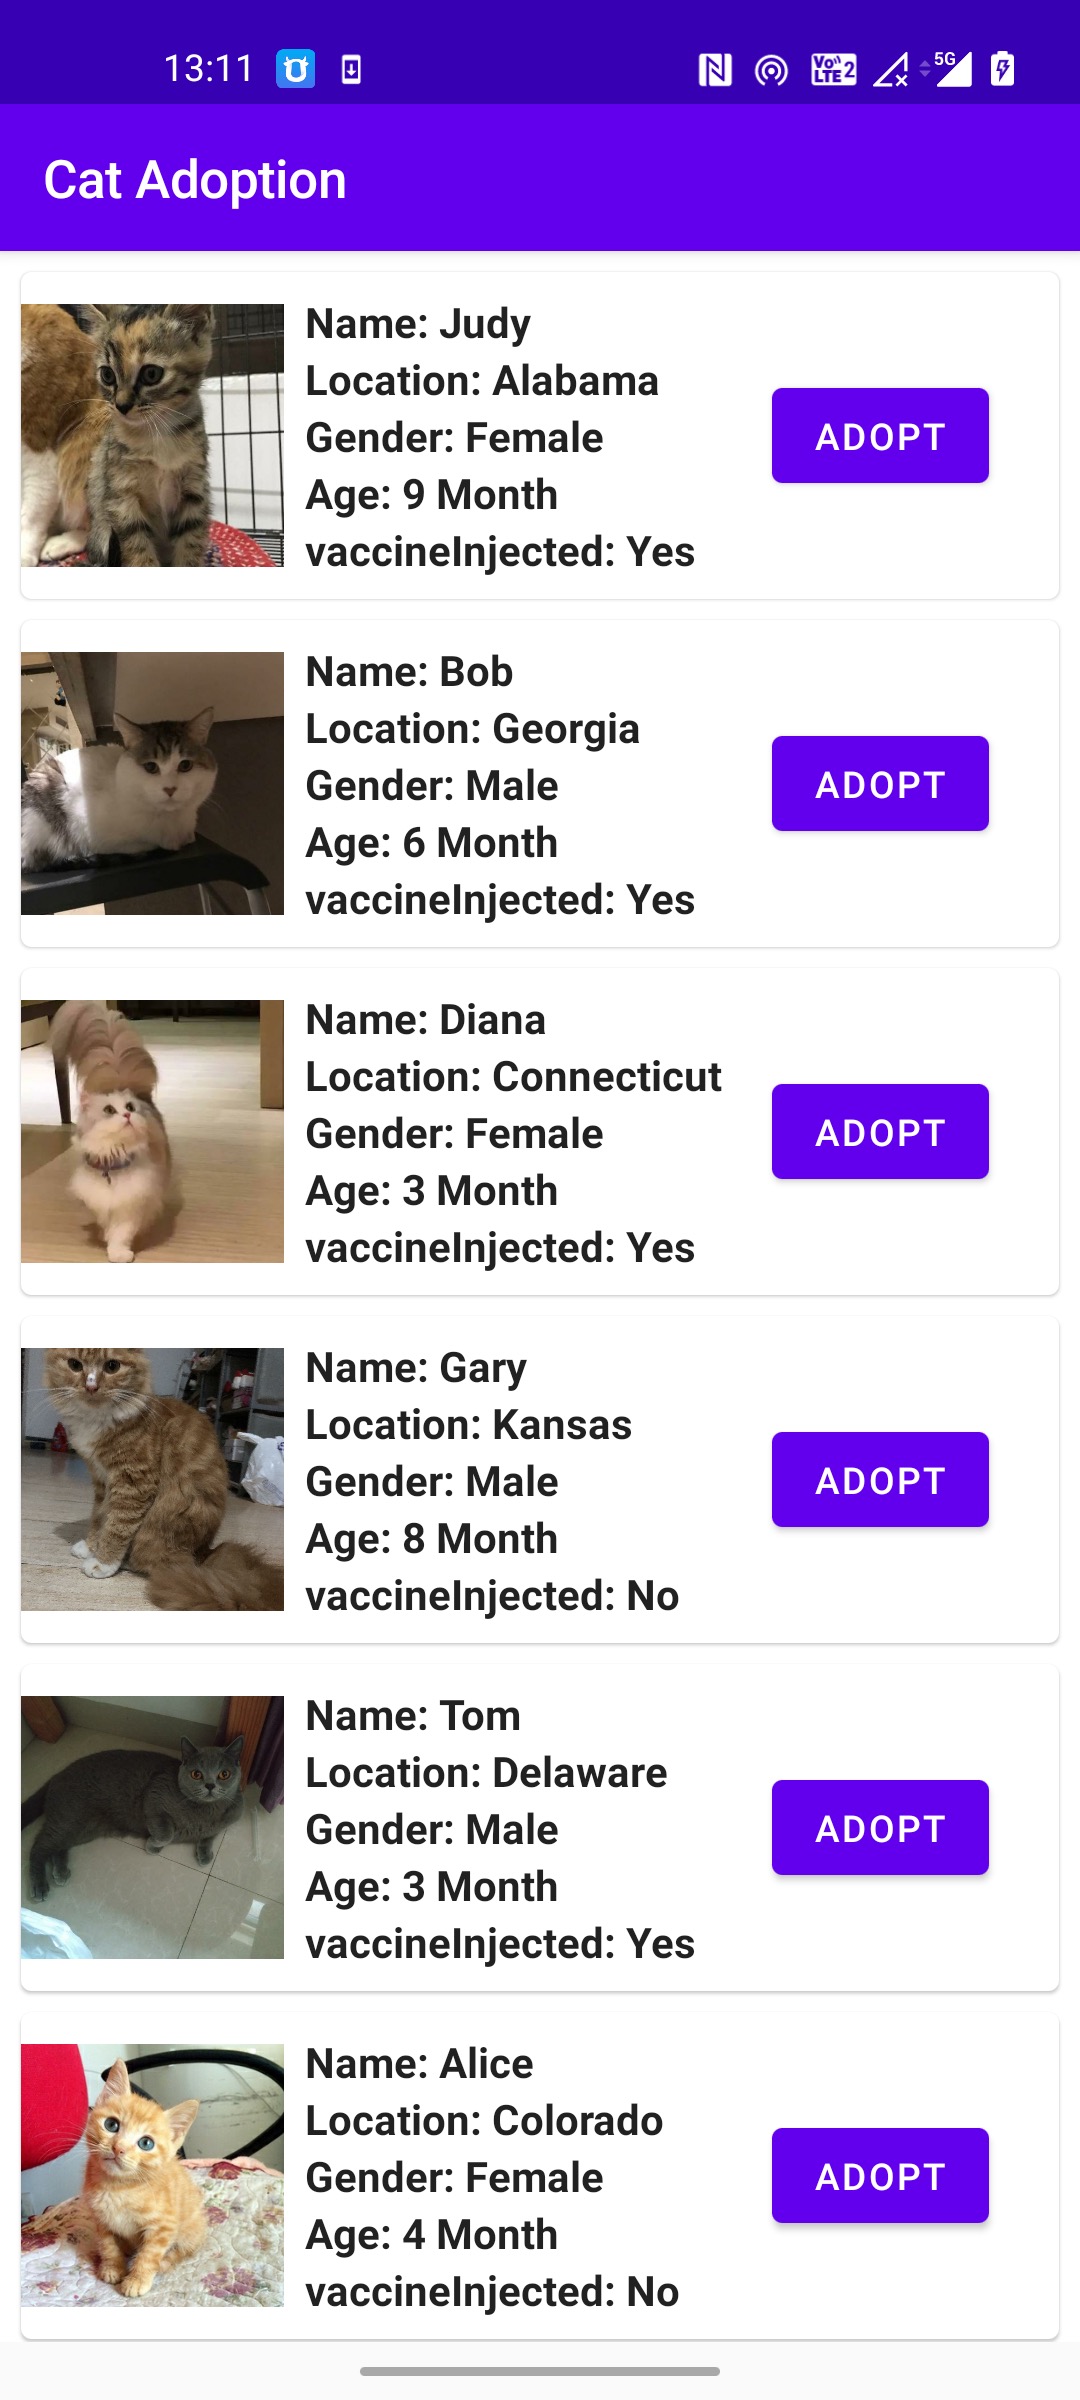 13:11
Vo)) LTE 2
5G
Cat Adoption
Name: Judy
Location: Alabama
Gender: Female
Age: 9 Month
vaccineInjected: Yes
ADOPT
Name: Bob
Location: Georgia
Gender: Male
Age: 6 Month
vaccineInjected: Yes
ADOPT
Name: Diana
Location: Connecticut
Gender: Female
Age: 3 Month
vaccineInjected: Yes
ADOPT
Name: Gary
Location: Kansas
Gender: Male
Age: 8 Month
vaccineInjected: No
ADOPT
Name: Tom
Location: Delaware
Gender: Male
Age: 3 Month
vaccineInjected: Yes
ADOPT
Name: Alice
Location: Colorado
Gender: Female
Age: 4 Month
vaccineInjected: No
ADOPT